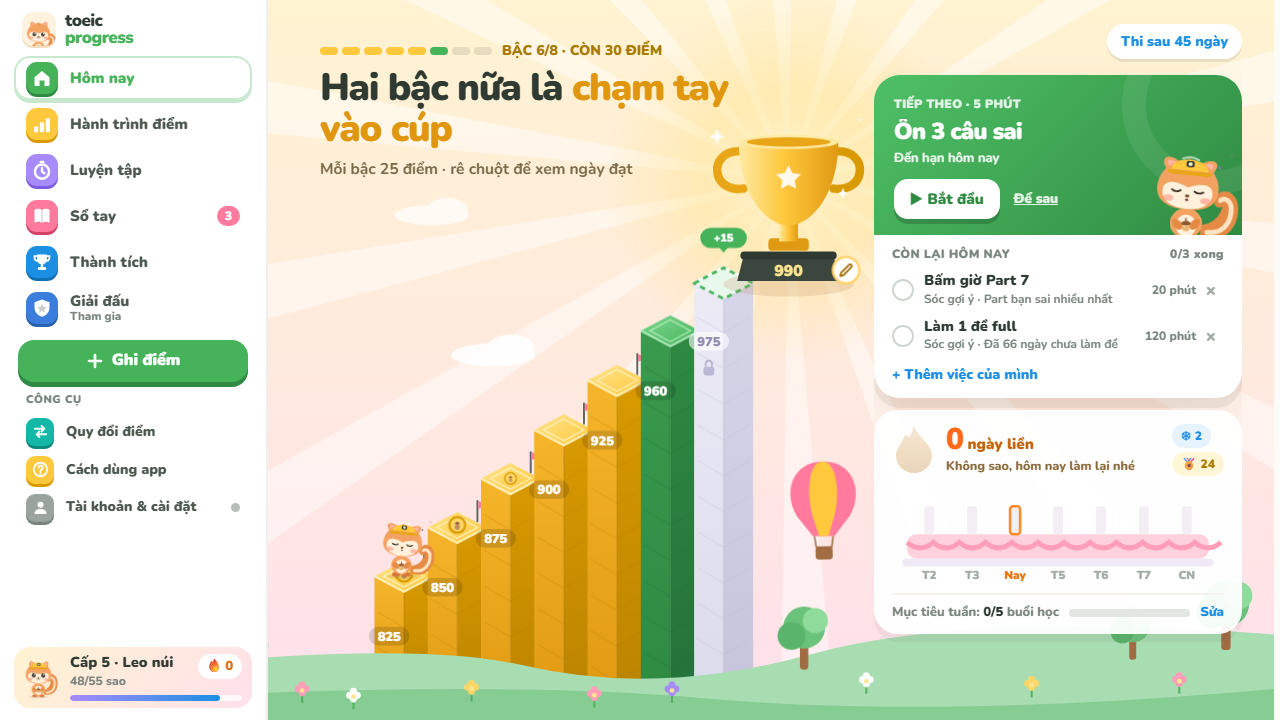 toeic
progress
Hôm nay
Hành trình điểm
Luyện tập
Sổ tay
3
Thành tích
Giải đấu
Tham gia
Ghi điểm
CÔNG CỤ
Quy đổi điểm
Cách dùng app
Tài khoản & cài đặt
Cấp 5 · Leo núi
0
48/55 sao
BẬC 6/8 · CÒN 30 ĐIỂM
Hai bậc nữa là chạm tay
vào cúp
Mỗi bậc 25 điểm · rê chuột để xem ngày đạt
+15
990
975
960
925
900
875
850
825
Thi sau 45 ngày
TIẾP THEO · 5 PHÚT
Ôn 3 câu sai
Đến hạn hôm nay
Bắt đầu
Để sau
CÒN LẠI HÔM NAY
0/3 xong
Bấm giờ Part 7
Sóc gợi ý · Part bạn sai nhiều nhất
20 phút ×
Làm 1 đề full
Sóc gợi ý · Đã 66 ngày chưa làm đề
120 phút ×
+ Thêm việc của mình
0 ngày liền
Không sao, hôm nay làm lại nhé
2
24
T2 T3 Nay T5 T6 T7 CN
Mục tiêu tuần: 0/5 buổi học
Sửa